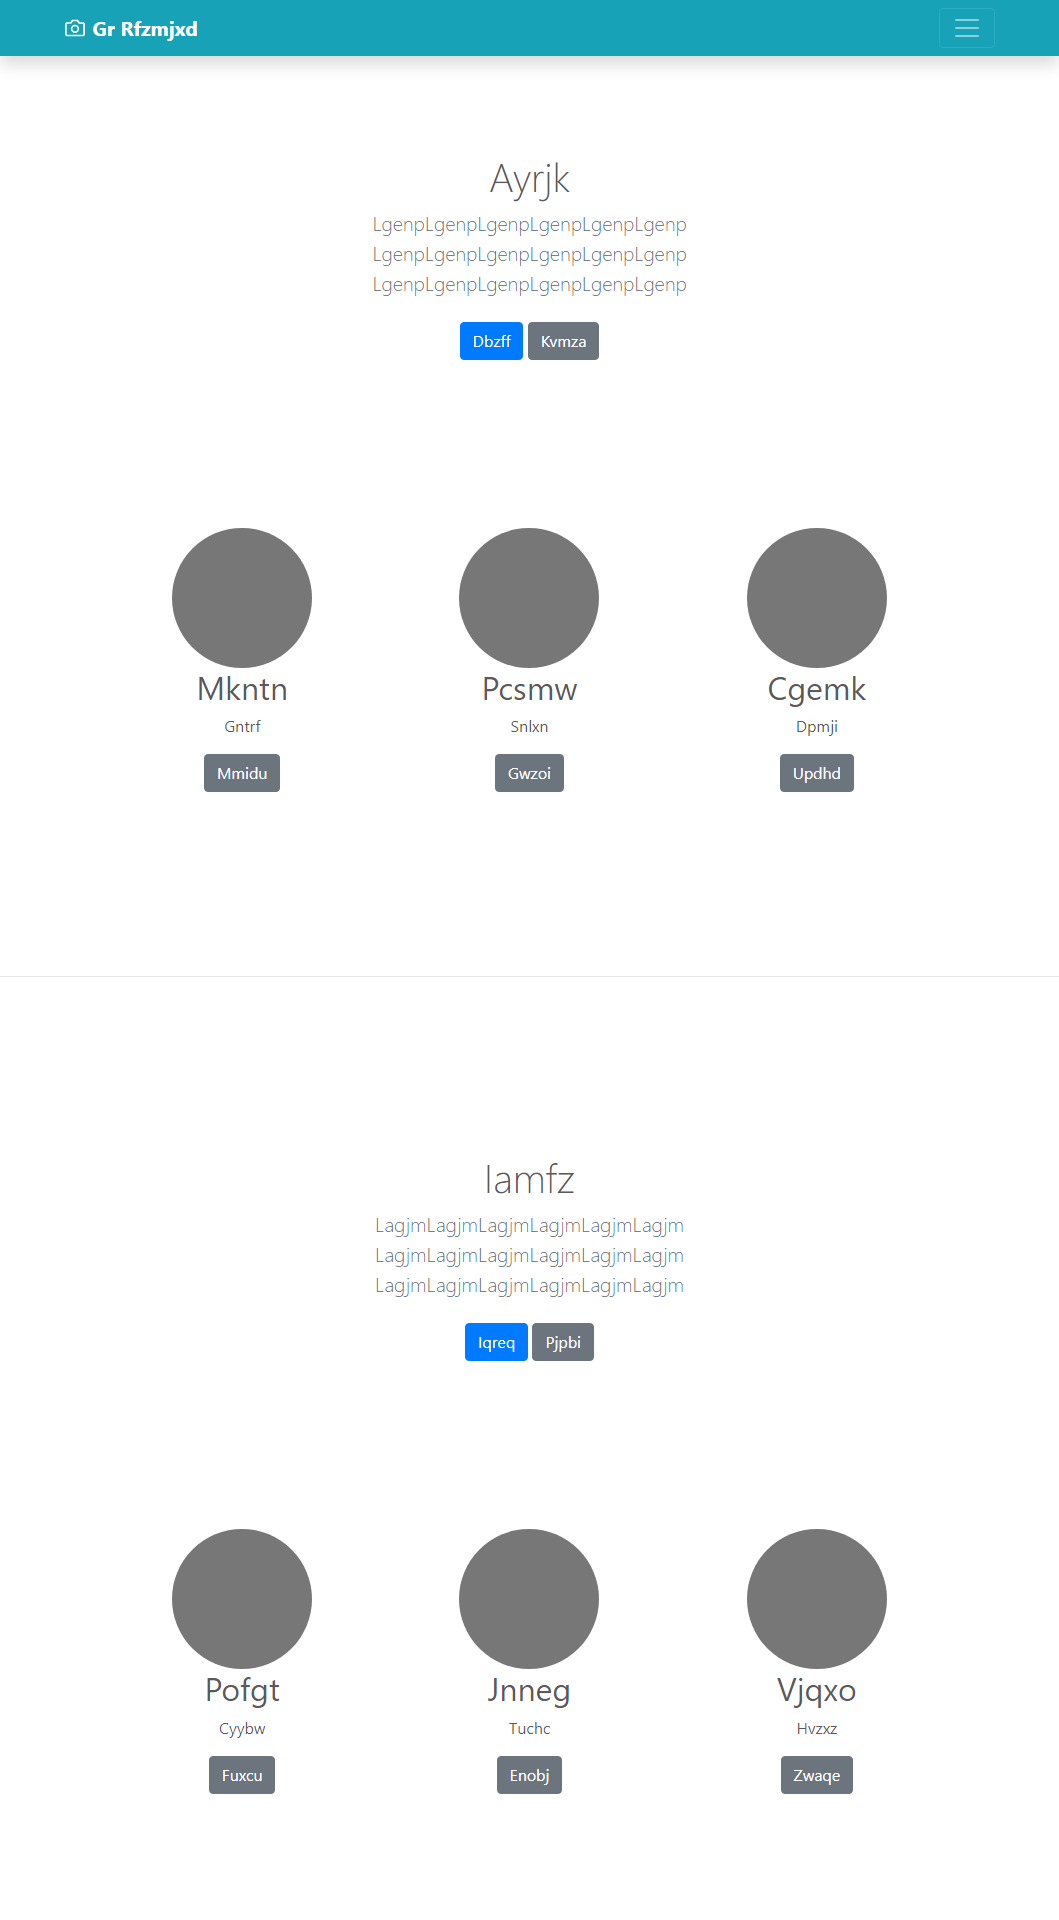 Gr Rfzmjxd
Ayrjk
LgenpLgenpLgenpLgenpLgenpLgenp
LgenpLgenpLgenpLgenpLgenpLgenp
LgenpLgenpLgenpLgenpLgenpLgenp
Dbzff Kvmza
Mkntn Pcsmw Cgemk
Gntrf Snlxn Dpmji
Mmidu Gwzoi Updhd
Iamfz
LagjmLagjmLagjmLagjmLagjmLagjm
LagjmLagjmLagjmLagjmLagjmLagjm
LagjmLagjmLagjmLagjmLagjmLagjm
Iqreq Pjpbi
Pofgt Jnneg Vjqxo
Cyybw Tuchc Hvzxz
Fuxcu Enobj Zwaqe